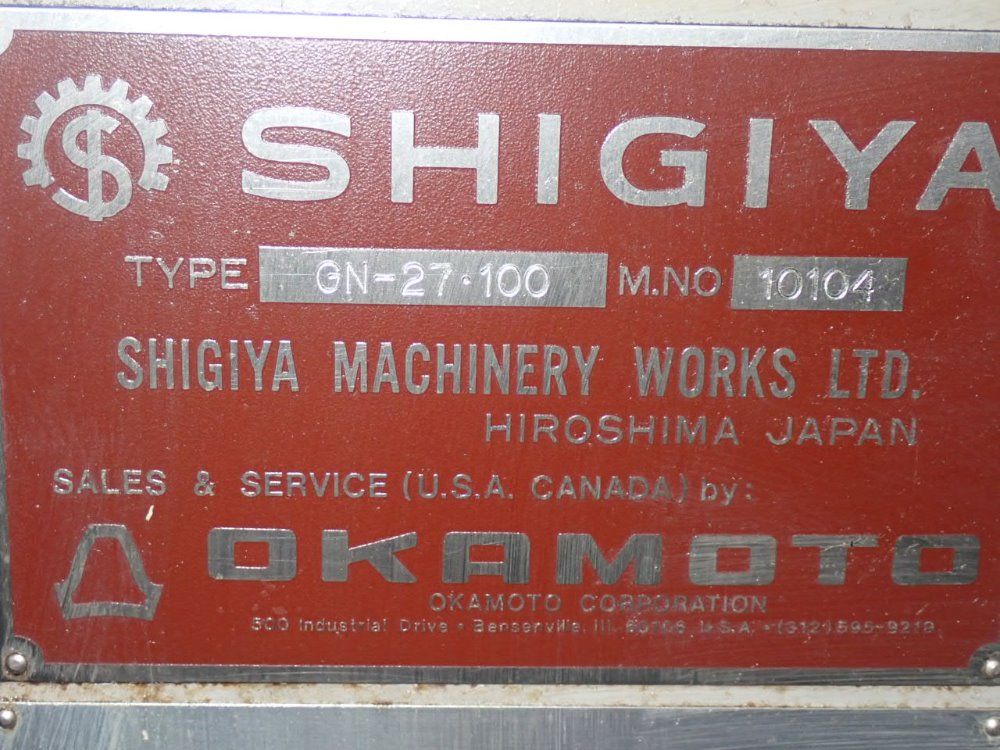 SHIGIYA
TYPE GN-27・100 M.NO 10104
SHIGIYA MACHINERY WORKS LTD.
HIROSHIMA JAPAN
SALES & SERVICE (U.S.A. CANADA) by:
OKAMOTO
OKAMOTO CORPORATION
500 Industrial Drive • Bensenville, Ill. 60106 U.S.A. • (312) 595-9219